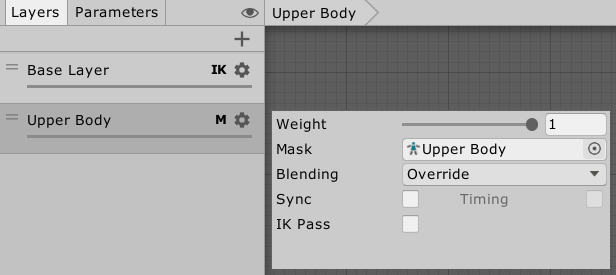 Layers Parameters
Upper Body
Base Layer IK
Upper Body M
Weight 1
Mask Upper Body
Blending Override
Sync Timing
IK Pass